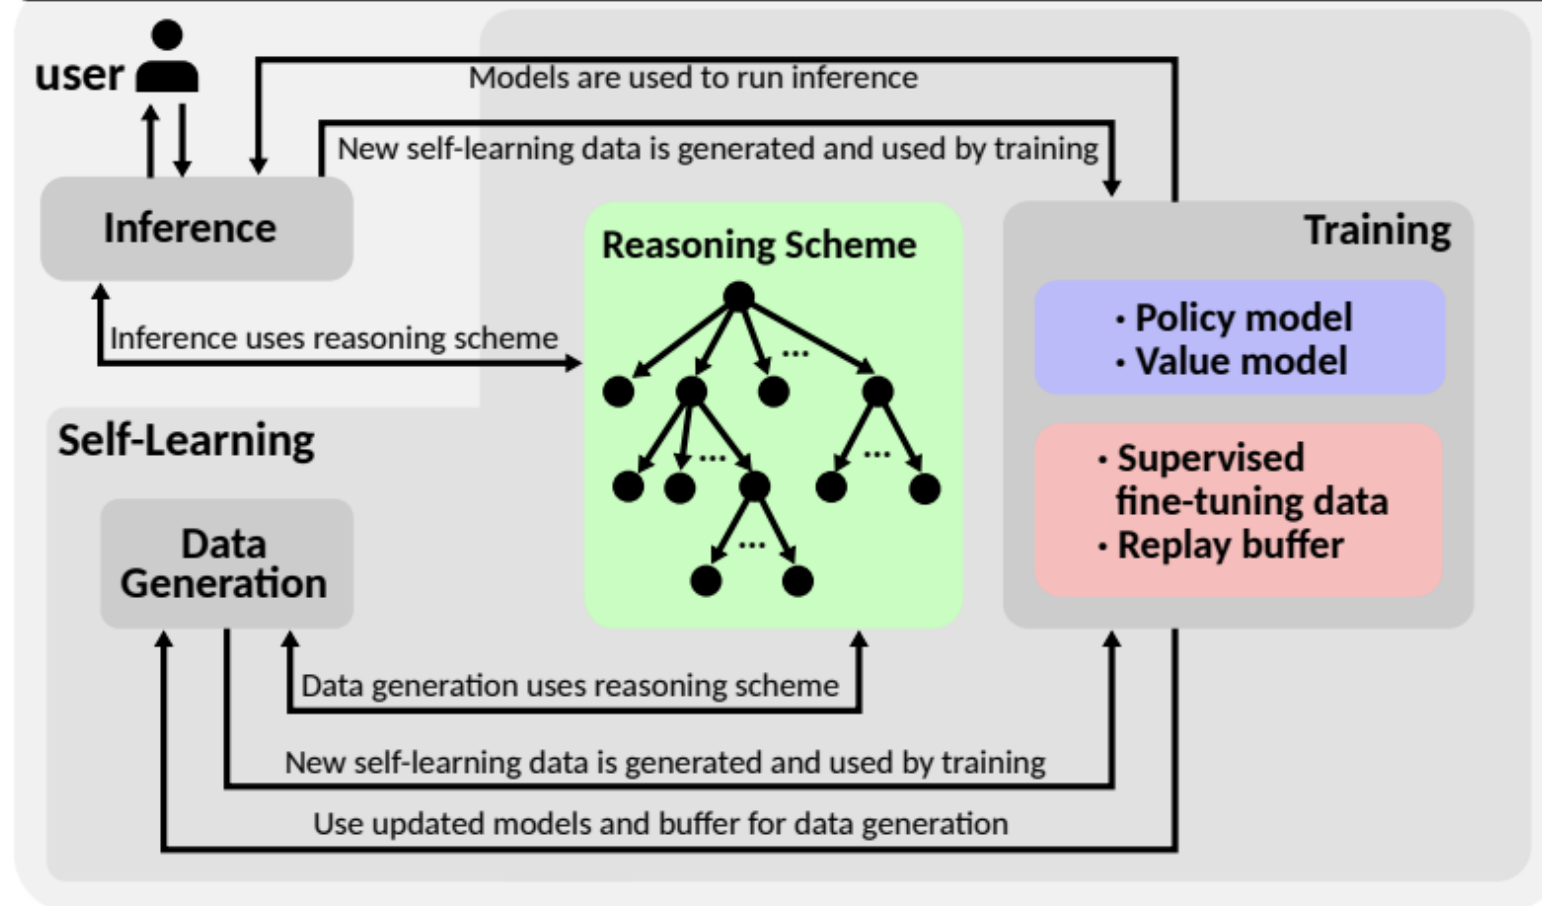 user
Models are used to run inference
New self-learning data is generated and used by training
Inference
Reasoning Scheme
Training
...
· Policy model
· Value model
Inference uses reasoning scheme
Self-Learning
...
...
· Supervised
fine-tuning data
· Replay buffer
Data
Generation
...
Data generation uses reasoning scheme
New self-learning data is generated and used by training
Use updated models and buffer for data generation